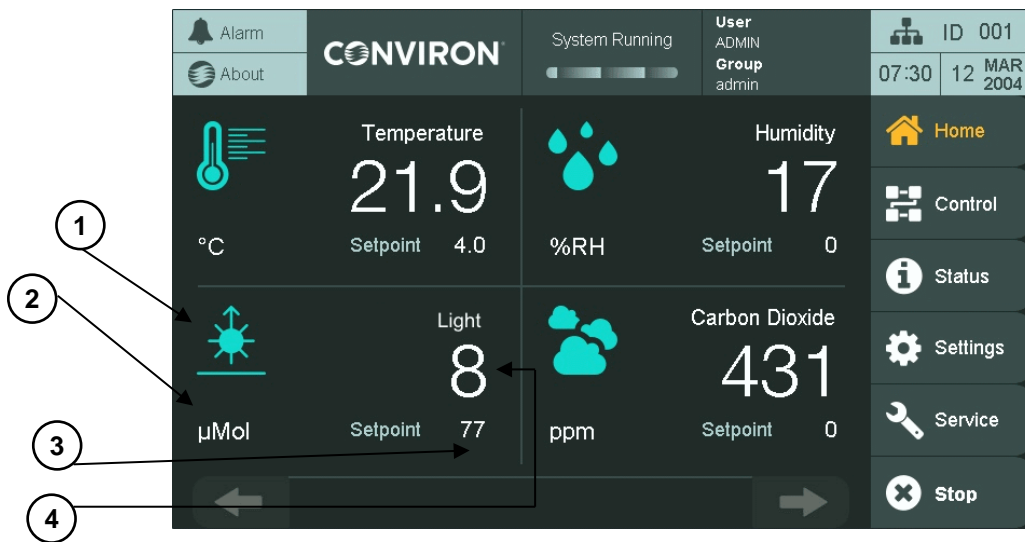 Alarm
About
CONVIRON
System Running
User
ADMIN
Group
admin
ID 001
07:30
12 MAR 2004
Temperature
21.9
°C
Setpoint 4.0
Humidity
17
%RH
Setpoint 0
Light
8
µMol
Setpoint 77
Carbon Dioxide
431
ppm
Setpoint 0
Home
Control
Status
Settings
Service
Stop
1
2
3
4